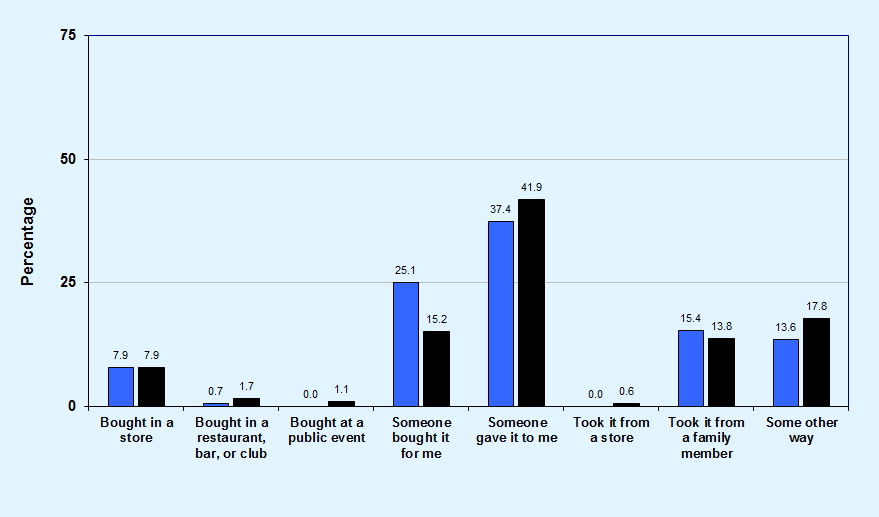 75
50
25
0
Percentage
7.9 7.9
0.7 1.7
0.0 1.1
25.1 15.2
37.4 41.9
0.0 0.6
15.4 13.8
13.6 17.8
Bought in a
store
Bought in a
restaurant,
bar, or club
Bought at a
public event
Someone
bought it
for me
Someone
gave it to me
Took it from
a store
Took it from
a family
member
Some other
way